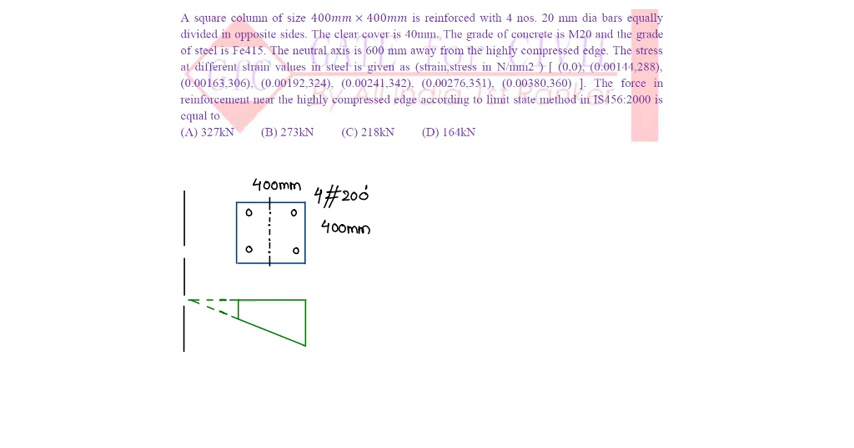 A square column of size 400mm × 400mm is reinforced with 4 nos. 20 mm dia bars equally
divided in opposite sides. The clear cover is 40mm. The grade of concrete is M20 and the grade
of steel is Fe415. The neutral axis is 600 mm away from the highly compressed edge. The stress
at different strain values in steel is given as (strain,stress in N/mm2 ) [ (0,0), (0.00144,288),
(0.00163,306), (0.00192,324), (0.00241,342), (0.00276,351), (0.00380,360) ]. The force in
reinforcement near the highly compressed edge according to limit state method in IS456:2000 is
equal to
(A) 327kN (B) 273kN (C) 218kN (D) 164kN
400mm
4#20
400mm